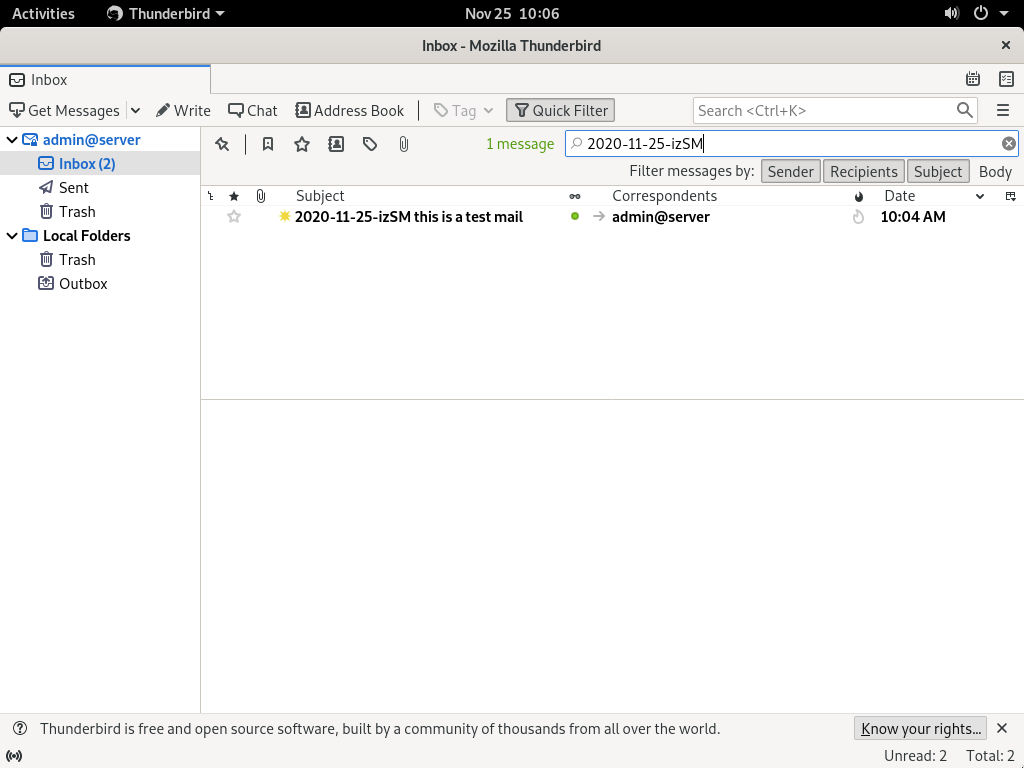 Activities Thunderbird Nov 25 10:06
Inbox - Mozilla Thunderbird
Inbox
Get Messages Write Chat Address Book Tag Quick Filter Search <Ctrl+K>
admin@server 1 message 2020-11-25-izSM
Inbox (2) Filter messages by: Sender Recipients Subject Body
Sent Subject Correspondents Date
Trash 2020-11-25-izSM this is a test mail admin@server 10:04 AM
Local Folders
Trash
Outbox
Thunderbird is free and open source software, built by a community of thousands from all over the world. Know your rights...
Unread: 2 Total: 2